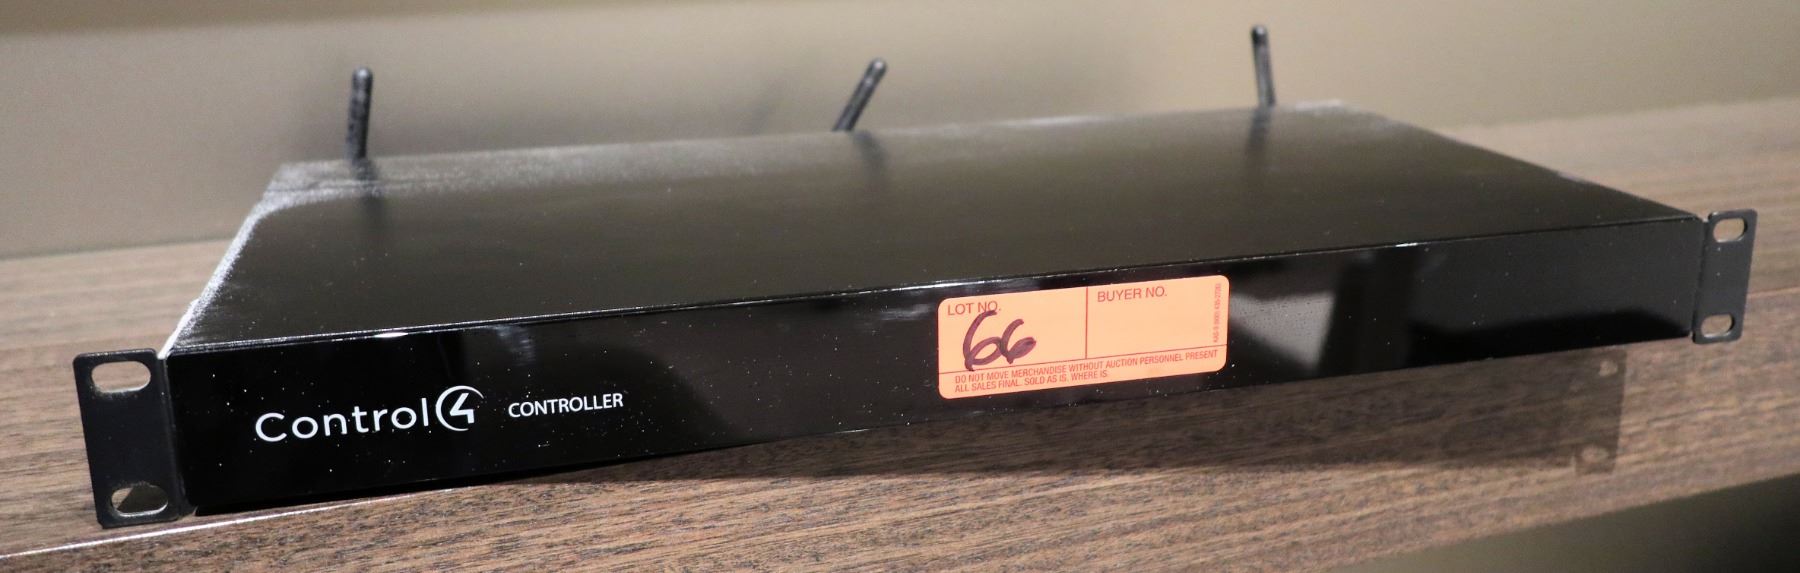 Control4 CONTROLLER
LOT NO.
66
BUYER NO.
DO NOT MOVE MERCHANDISE WITHOUT AUCTION PERSONNEL PRESENT
ALL SALES FINAL. SOLD AS IS. WHERE IS.